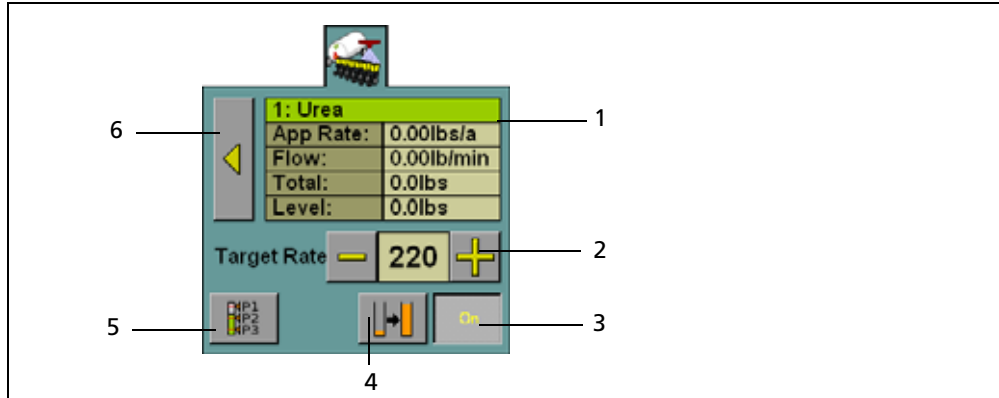 1: Urea
App Rate: 0.00lbs/a
Flow: 0.00lb/min
Total: 0.0lbs
Level: 0.0lbs
Target Rate 220
P1
P2
P3
On
1
2
3
4
5
6